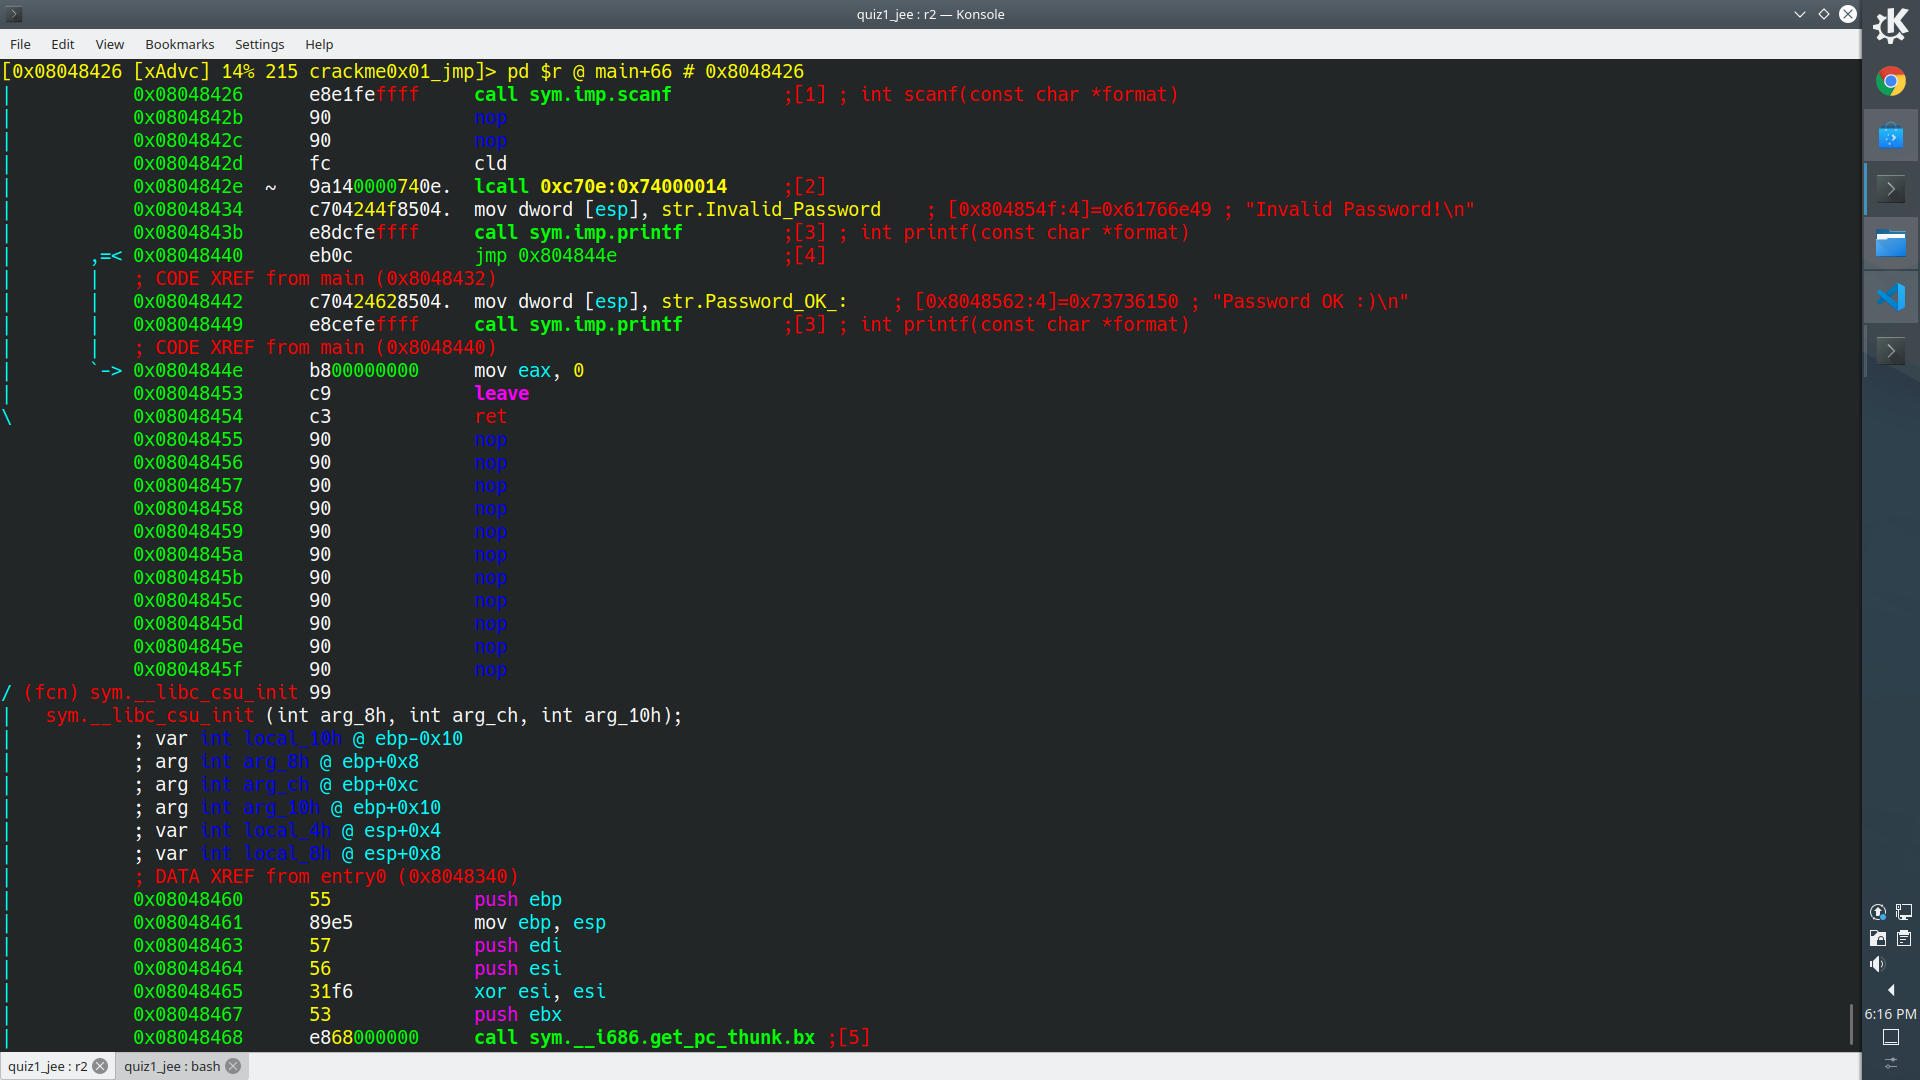 quiz1_jee : r2 — Konsole
File Edit View Bookmarks Settings Help
[0x08048426 [xAdvc] 14% 215 crackme0x01_jmp]> pd $r @ main+66 # 0x8048426
| 0x08048426 e8e1feffff call sym.imp.scanf ;[1] ; int scanf(const char *format)
| 0x0804842b 90 nop
| 0x0804842c 90 nop
| 0x0804842d fc cld
| 0x0804842e ~ 9a140000740e. lcall 0xc70e:0x74000014 ;[2]
| 0x08048434 c704244f8504. mov dword [esp], str.Invalid_Password ; [0x804854f:4]=0x61766e49 ; "Invalid Password!\n"
| 0x0804843b e8dcfeffff call sym.imp.printf ;[3] ; int printf(const char *format)
| ,=< 0x08048440 eb0c jmp 0x804844e ;[4]
| | ; CODE XREF from main (0x8048432)
| | 0x08048442 c70424628504. mov dword [esp], str.Password_OK_: ; [0x8048562:4]=0x73736150 ; "Password OK :)\n"
| | 0x08048449 e8cefeffff call sym.imp.printf ;[3] ; int printf(const char *format)
| | ; CODE XREF from main (0x8048440)
| `-> 0x0804844e b800000000 mov eax, 0
| 0x08048453 c9 leave
\ 0x08048454 c3 ret
0x08048455 90 nop
0x08048456 90 nop
0x08048457 90 nop
0x08048458 90 nop
0x08048459 90 nop
0x0804845a 90 nop
0x0804845b 90 nop
0x0804845c 90 nop
0x0804845d 90 nop
0x0804845e 90 nop
0x0804845f 90 nop
/ (fcn) sym.__libc_csu_init 99
| sym.__libc_csu_init (int arg_8h, int arg_ch, int arg_10h);
| ; var int local_10h @ ebp-0x10
| ; arg int arg_8h @ ebp+0x8
| ; arg int arg_ch @ ebp+0xc
| ; arg int arg_10h @ ebp+0x10
| ; var int local_4h @ esp+0x4
| ; var int local_8h @ esp+0x8
| ; DATA XREF from entry0 (0x8048340)
| 0x08048460 55 push ebp
| 0x08048461 89e5 mov ebp, esp
| 0x08048463 57 push edi
| 0x08048464 56 push esi
| 0x08048465 31f6 xor esi, esi
| 0x08048467 53 push ebx
| 0x08048468 e868000000 call sym.__i686.get_pc_thunk.bx ;[5]
quiz1_jee : r2 quiz1_jee : bash
6:16 PM